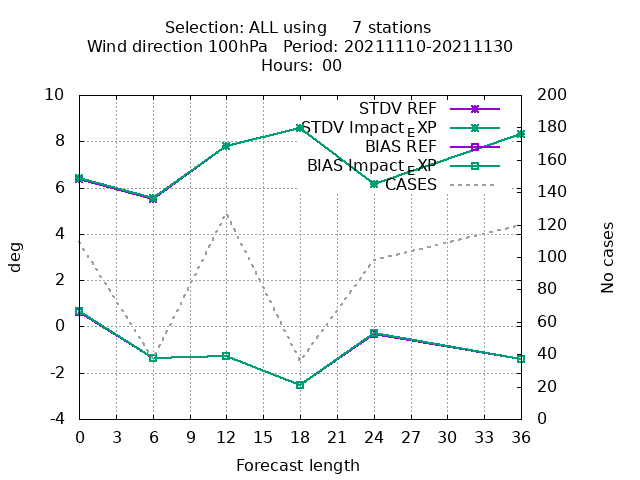 Selection: ALL using 7 stations
Wind direction 100hPa Period: 20211110-20211130
Hours: 00
10
8
6
4
2
0
-2
-4
deg
STDV REF
STDV Impact_EXP
BIAS REF
BIAS Impact_EXP
CASES
200
180
160
140
120
100
80
60
40
20
0
No cases
0 3 6 9 12 15 18 21 24 27 30 33 36
Forecast length